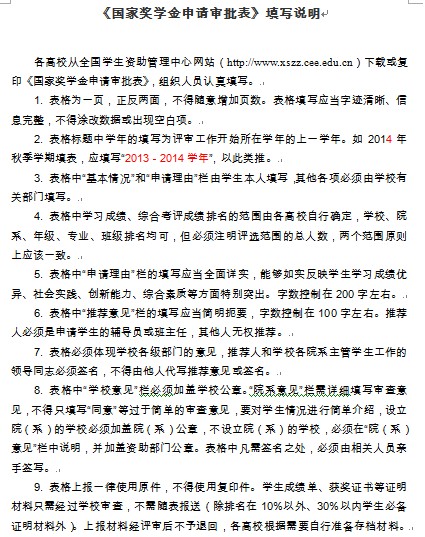 《国家奖学金申请审批表》填写说明
各高校从全国学生资助管理中心网站（http://www.xszz.cee.edu.cn）下载或复
印《国家奖学金申请审批表》，组织人员认真填写。
1. 表格为一页，正反两面，不得随意增加页数。表格填写应当字迹清晰、信
息完整，不得涂改数据或出现空白项。
2. 表格标题中学年的填写为评审工作开始所在学年的上一学年。如 2014 年
秋季学期填表，应填写“2013－2014 学年”，以此类推。
3. 表格中“基本情况”和“申请理由”栏由学生本人填写，其他各项必须由学校有
关部门填写。
4. 表格中学习成绩、综合考评成绩排名的范围由各高校自行确定，学校、院
系、年级、专业、班级排名均可，但必须注明评选范围的总人数，两个范围原则
上应该一致。
5. 表格中“申请理由”栏的填写应当全面详实，能够如实反映学生学习成绩优
异、社会实践、创新能力、综合素质等方面特别突出。字数控制在 200 字左右。
6. 表格中“推荐意见”栏的填写应当简明扼要，字数控制在 100 字左右。推荐
人必须是申请学生的辅导员或班主任，其他人无权推荐。
7. 表格必须体现学校各级部门的意见，推荐人和学校各院系主管学生工作的
领导同志必须签名，不得由他人代写推荐意见或签名。
8. 表格中“学校意见”栏必须加盖学校公章。“院系意见”栏需详细填写审查意
见，不得只填写“同意”等过于简单的审查意见，要对学生情况进行简单介绍，设立
院（系）的学校必须加盖院（系）公章，不设立院（系）的学校，必须在“院（系）
意见”栏中说明，并加盖资助部门公章。表格中凡需签名之处，必须由相关人员亲
手签写。
9. 表格上报一律使用原件，不得使用复印件。学生成绩单、获奖证书等证明
材料只需经过学校审查，不需随表报送（除排名在 10%以外、30%以内学生必备
证明材料外）。上报材料经评审后不予退回，各高校根据需要自行准备存档材料。